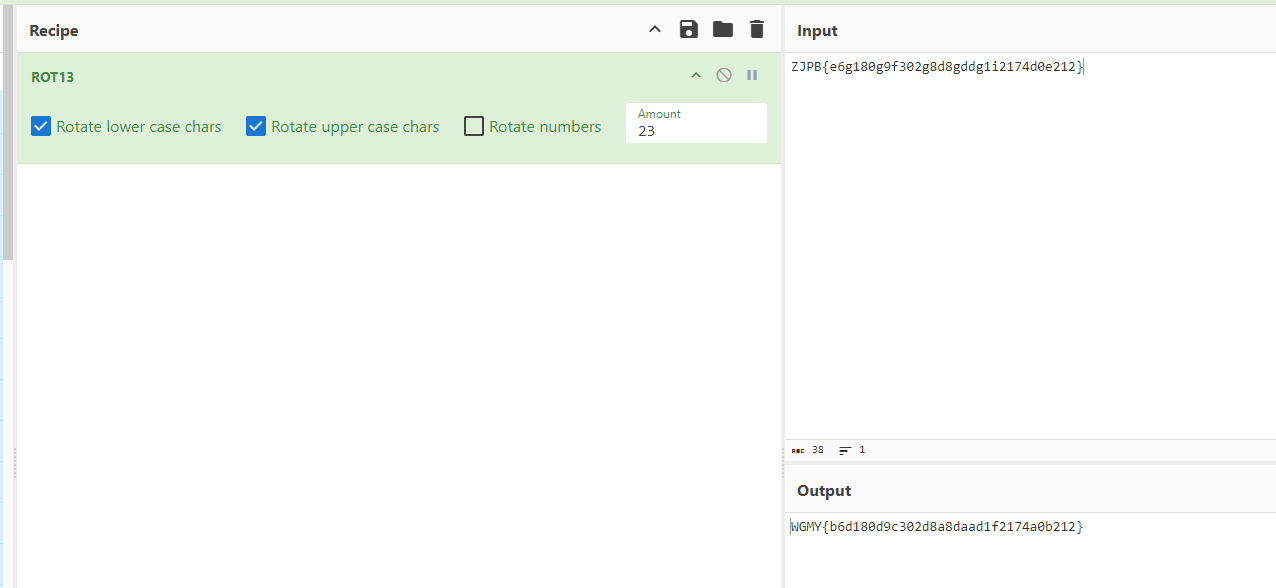 Recipe
ROT13
Rotate lower case chars
Rotate upper case chars
Rotate numbers
Amount
23
Input
ZJPB{e6g180g9f302g8d8gddg1i2174d0e212}
ABC 38 1
Output
WGMY{b6d180d9c302d8a8daad1f2174a0b212}